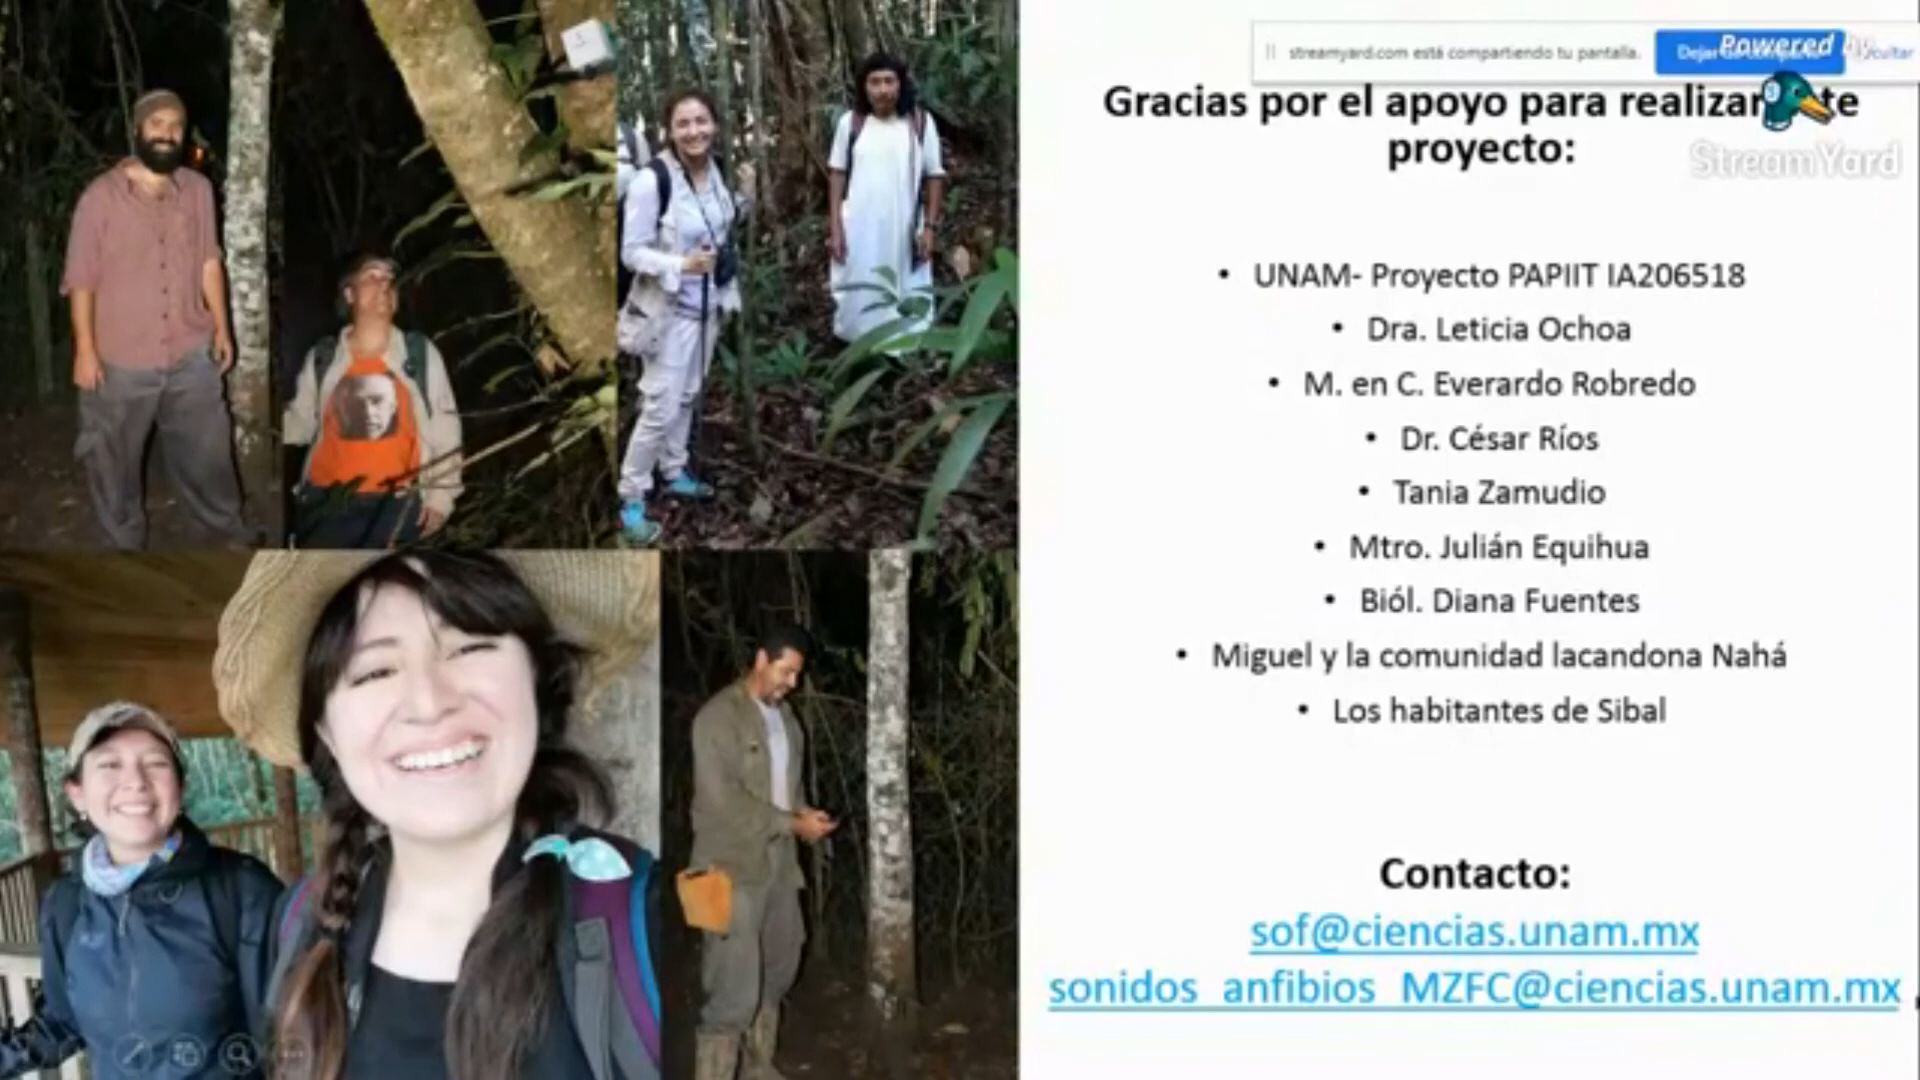 streamyard.com está compartiendo tu pantalla.
Powered by
StreamYard
Gracias por el apoyo para realizar
proyecto:
• UNAM- Proyecto PAPIIT IA206518
• Dra. Leticia Ochoa
• M. en C. Everardo Robredo
• Dr. César Ríos
• Tania Zamudio
• Mtro. Julián Equihua
• Biól. Diana Fuentes
• Miguel y la comunidad lacandona Nahá
• Los habitantes de Sibal
Contacto:
sof@ciencias.unam.mx
sonidos_anfibios_MZFC@ciencias.unam.mx